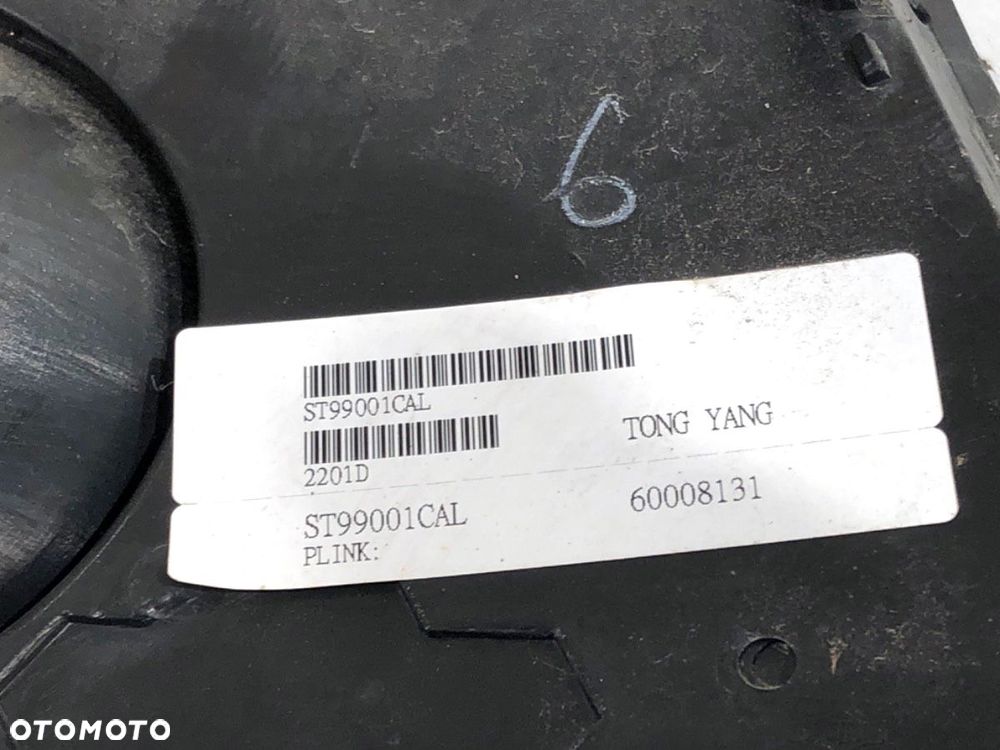 6
ST99001CAL
2201D
TONG YANG
ST99001CAL
60008131
PLINK:
OTOMOTO